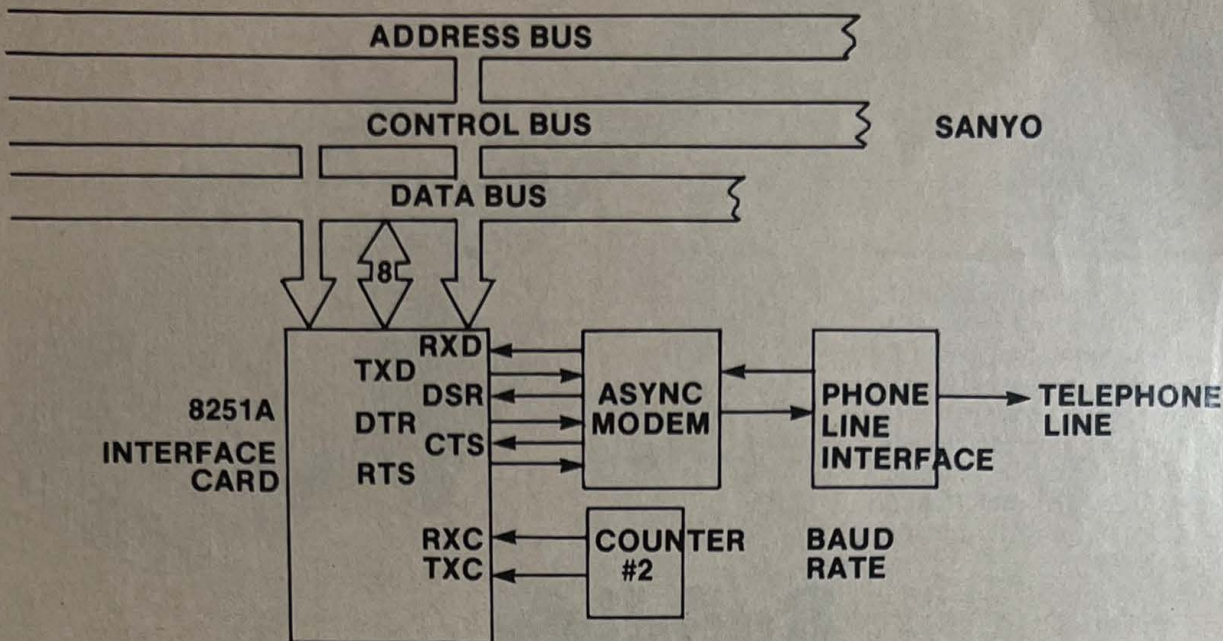 ADDRESS BUS
CONTROL BUS
SANYO
DATA BUS
8
8251A
INTERFACE
CARD
RXD
TXD
DSR
DTR
CTS
RTS
RXC
TXC
ASYNC
MODEM
PHONE
LINE
INTERFACE
TELEPHONE
LINE
COUNTER
#2
BAUD
RATE